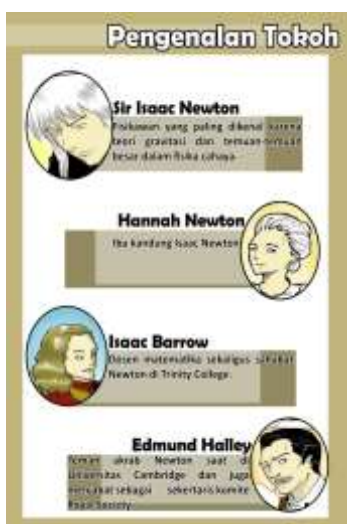 Pengenalan Tokoh
Sir Isaac Newton
Fisikawan yang paling dikenal karena
teori gravitasi dan temuan-temuan
besar dalam fisika cahaya.
Hannah Newton
Ibu kandung Isaac Newton
Isaac Barrow
Dosen matematika sekaligus sahabat
Newton di Trinity College.
Edmund Halley
Teman akrab Newton saat di
Universitas Cambridge dan juga
menjabat sebagai sekertaris komite
Royal Society